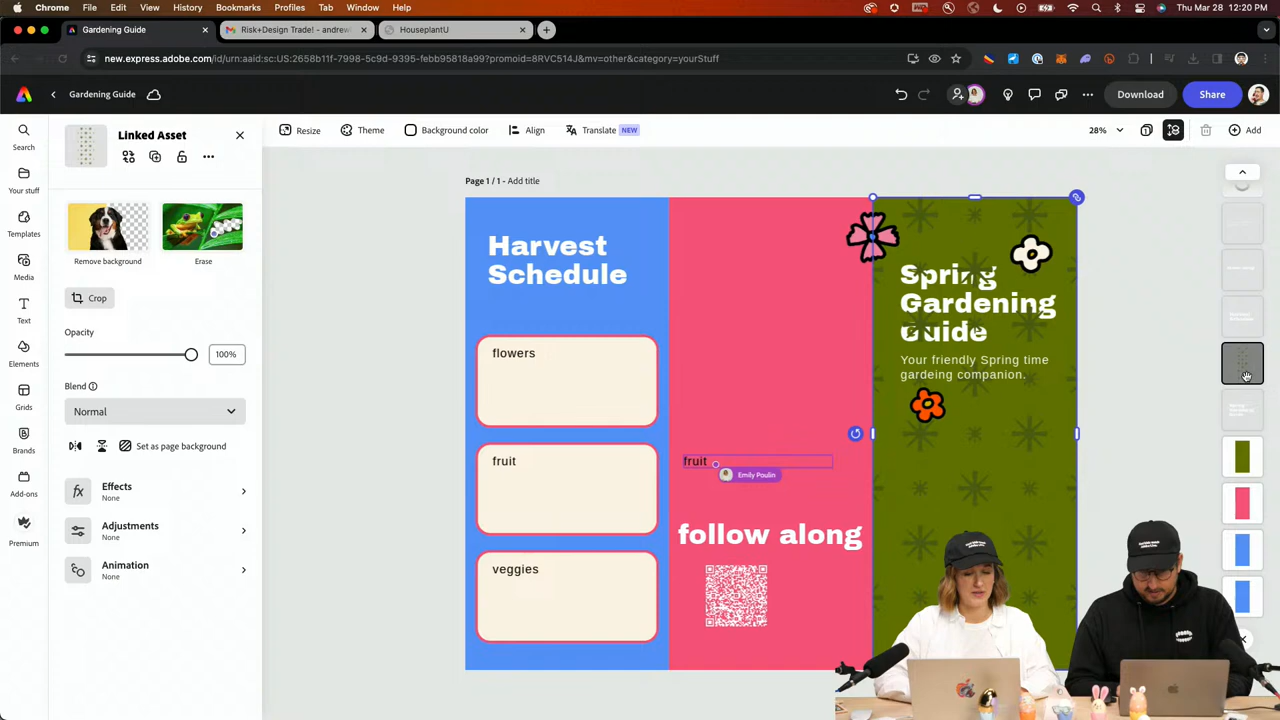 Chrome File Edit View History Bookmarks Profiles Tab Window Help Thu Mar 28 12:20 PM
Gardening Guide
Risk+Design Trade! - andrew
HouseplantU
new.express.adobe.com/id/urn:aaid:sc:US:2658b11f-7998-5c9d-9395-febb95818a99?promoid=8RVC514J&mv=other&category=yourStuff
Gardening Guide
Download
Share
Linked Asset
Resize
Theme
Background color
Align
Translate NEW
28%
Add
Search
Your stuff
Templates
Media
Text
Elements
Grids
Brands
Add-ons
Premium
Remove background
Erase
Crop
Opacity
100%
Blend
Normal
Set as page background
Effects
None
Adjustments
None
Animation
None
Page 1 / 1 - Add title
Harvest
Schedule
flowers
fruit
veggies
fruit
Emily Poulin
follow along
Spring
Gardening
Guide
Your friendly Spring time
gardeing companion.